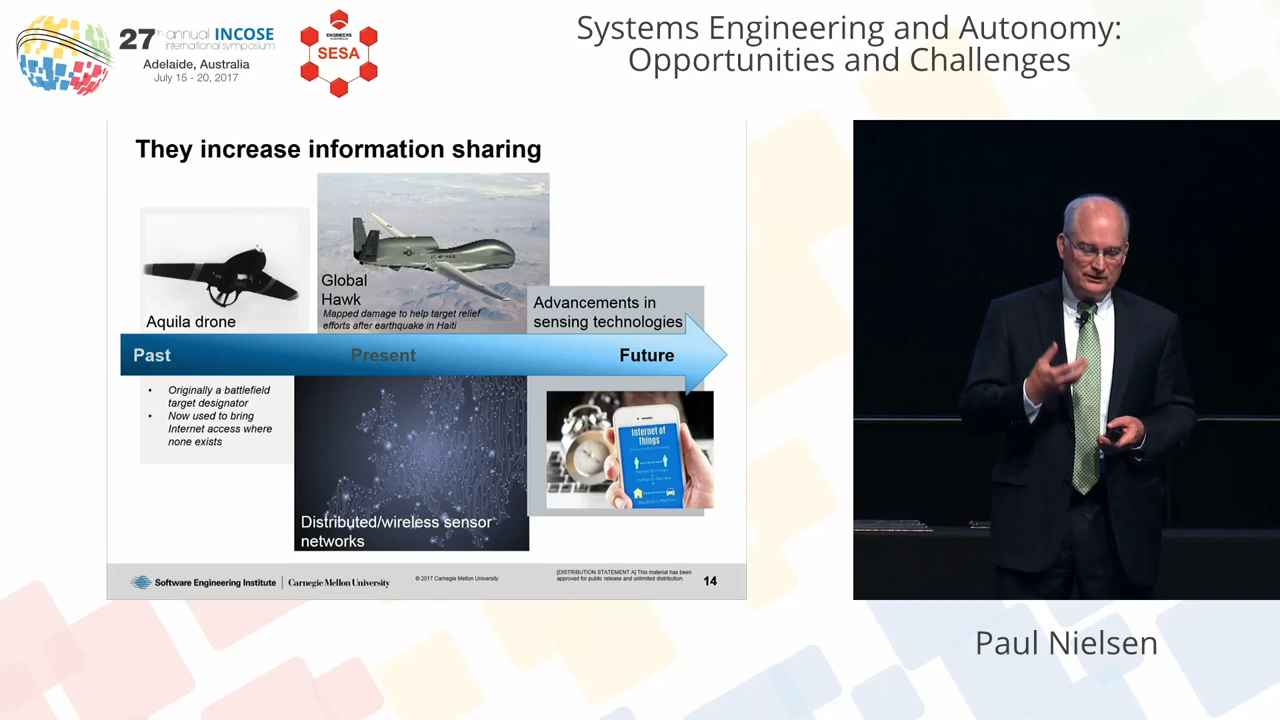 27th annual INCOSE
international symposium
Adelaide, Australia
July 15 - 20, 2017
ENGINEERS
AUSTRALIA
SESA
Systems Engineering and Autonomy:
Opportunities and Challenges
They increase information sharing
Aquila drone
Global
Hawk
Mapped damage to help target relief
efforts after earthquake in Haiti
Advancements in
sensing technologies
Past
Present
Future
• Originally a battlefield
target designator
• Now used to bring
Internet access where
none exists
Distributed/wireless sensor
networks
Internet of
Things
Software Engineering Institute | Carnegie Mellon University
© 2017 Carnegie Mellon University
[DISTRIBUTION STATEMENT A] This material has been
approved for public release and unlimited distribution.
14
Paul Nielsen